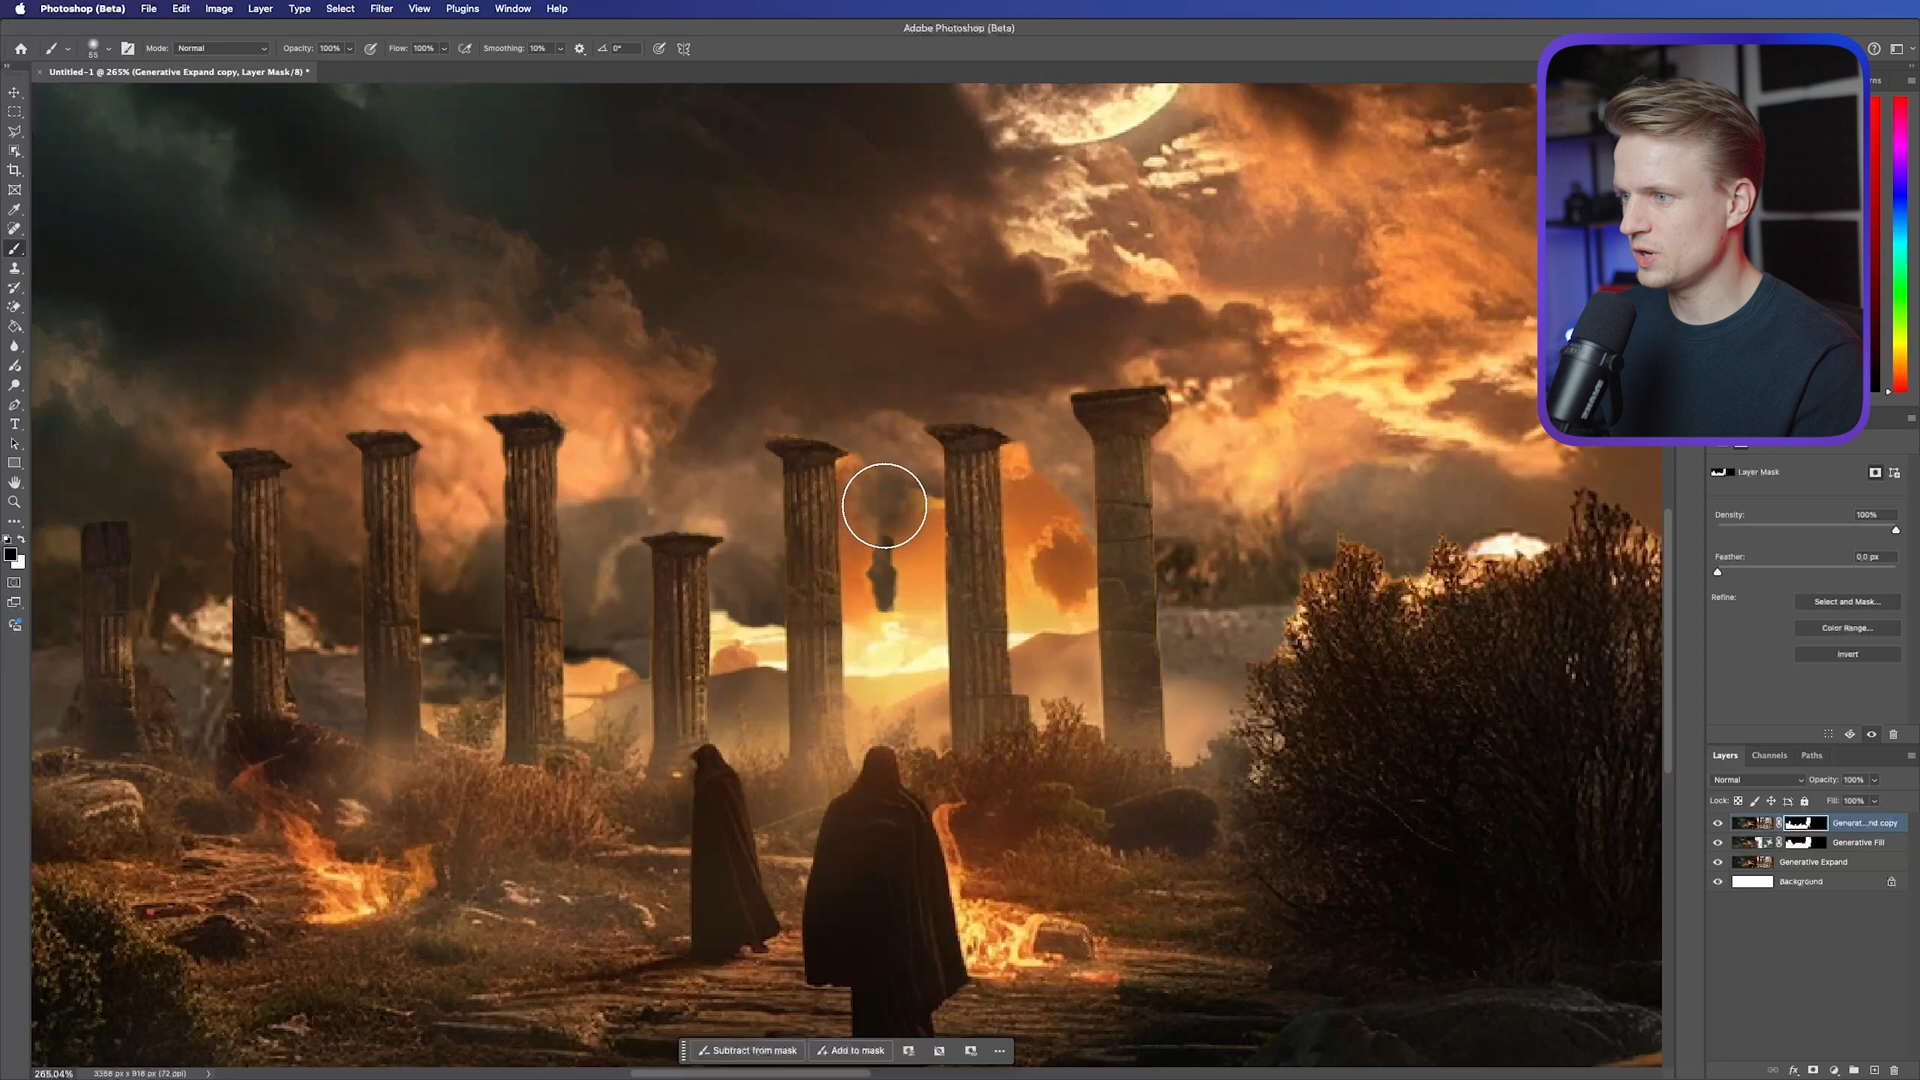 Photoshop (Beta) File Edit Image Layer Type Select Filter View Plugins Window Help
Adobe Photoshop (Beta)
55 Mode: Normal Opacity: 100% Flow: 100% Smoothing: 10% 0°
Untitled-1 @ 265% (Generative Expand copy, Layer Mask/8) *
Layer Mask
Density: 100%
Feather: 0,0 px
Refine: Select and Mask...
Color Range...
Invert
Layers Channels Paths
Normal Opacity: 100%
Lock: Fill: 100%
Generat...nd copy
Generative Fill
Generative Expand
Background
Subtract from mask Add to mask
265.04% 3358 px x 918 px (72 ppi)